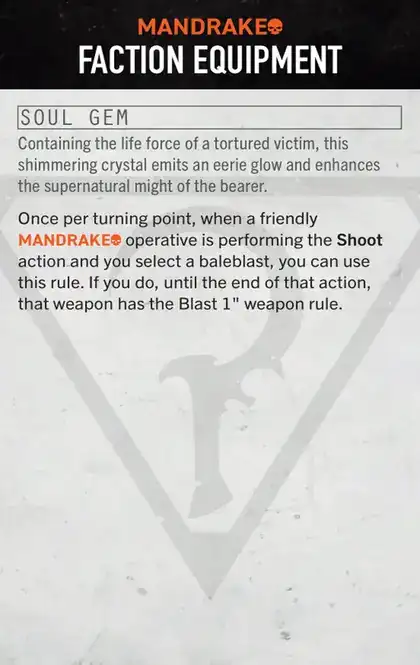 MANDRAKE
FACTION EQUIPMENT
SOUL GEM
Containing the life force of a tortured victim, this
shimmering crystal emits an eerie glow and enhances
the supernatural might of the bearer.
Once per turning point, when a friendly
MANDRAKE operative is performing the Shoot
action and you select a baleblast, you can use
this rule. If you do, until the end of that action,
that weapon has the Blast 1" weapon rule.